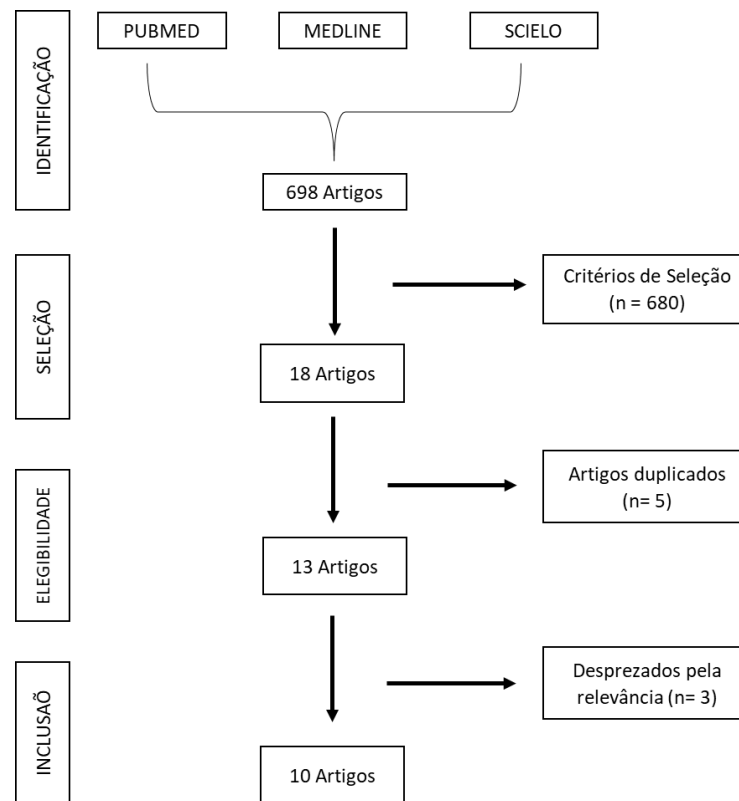 IDENTIFICAÇÃO
PUBMED
MEDLINE
SCIELO
698 Artigos
SELEÇÃO
Critérios de Seleção
(n = 680)
18 Artigos
ELEGIBILIDADE
Artigos duplicados
(n= 5)
13 Artigos
INCLUSAÕ
Desprezados pela
relevância (n= 3)
10 Artigos